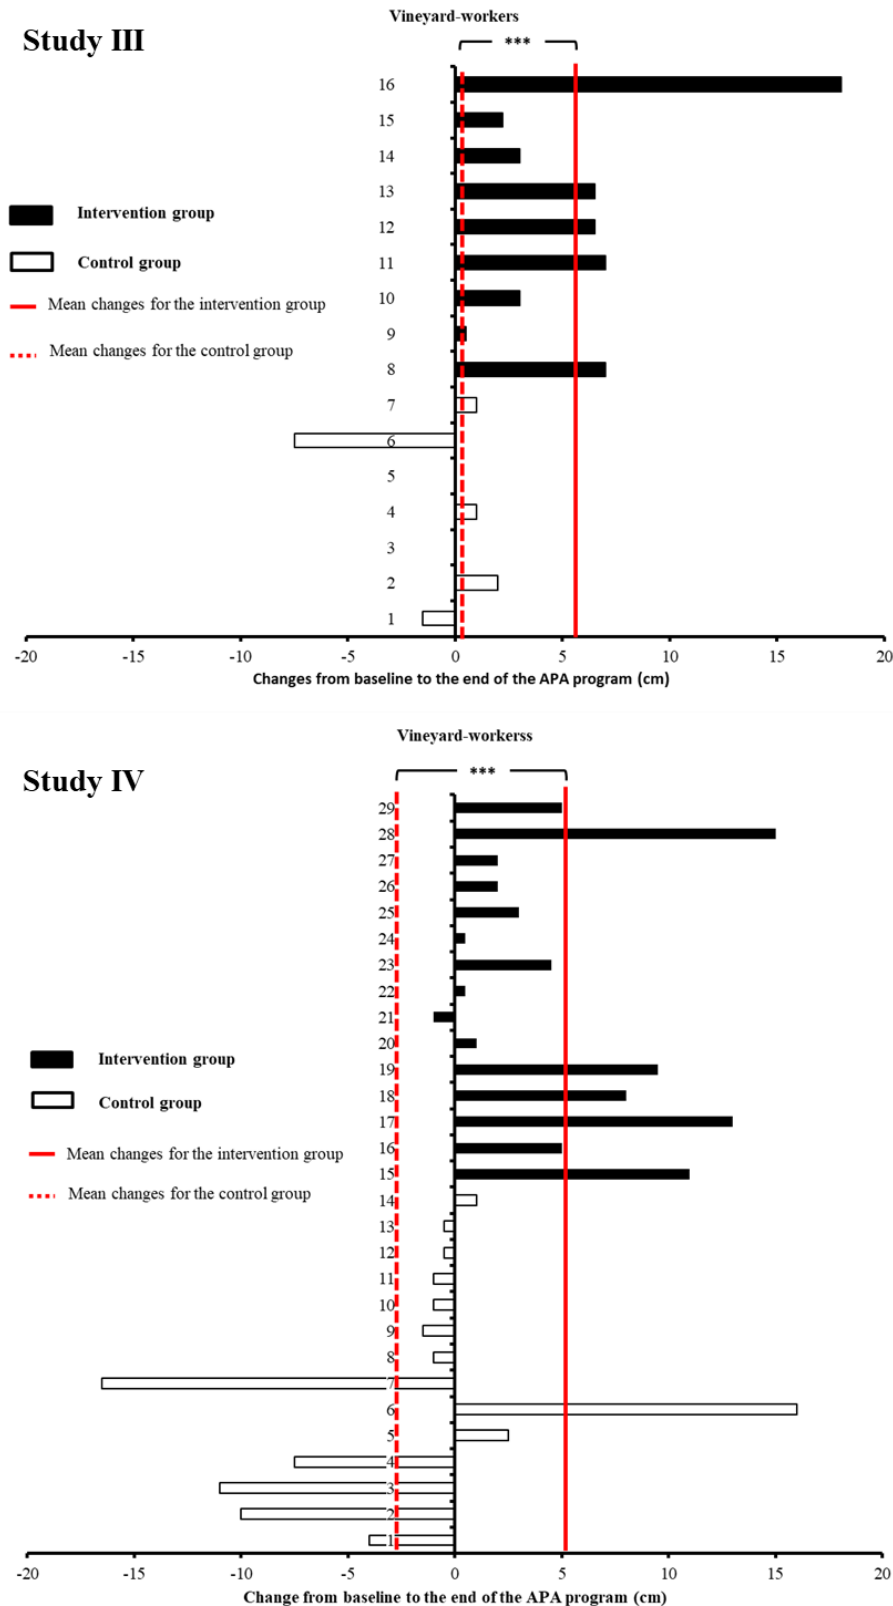 Vineyard-workers
Study III
***
16
15
14
13
12
11
10
9
8
7
6
5
4
3
2
1
Intervention group
Control group
Mean changes for the intervention group
Mean changes for the control group
-20 -15 -10 -5 0 5 10 15 20
Changes from baseline to the end of the APA program (cm)
Vineyard-workerss
Study IV
***
29
28
27
26
25
24
23
22
21
20
19
18
17
16
15
14
13
12
11
10
9
8
7
6
5
4
3
2
1
Intervention group
Control group
Mean changes for the intervention group
Mean changes for the control group
-20 -15 -10 -5 0 5 10 15 20
Change from baseline to the end of the APA program (cm)